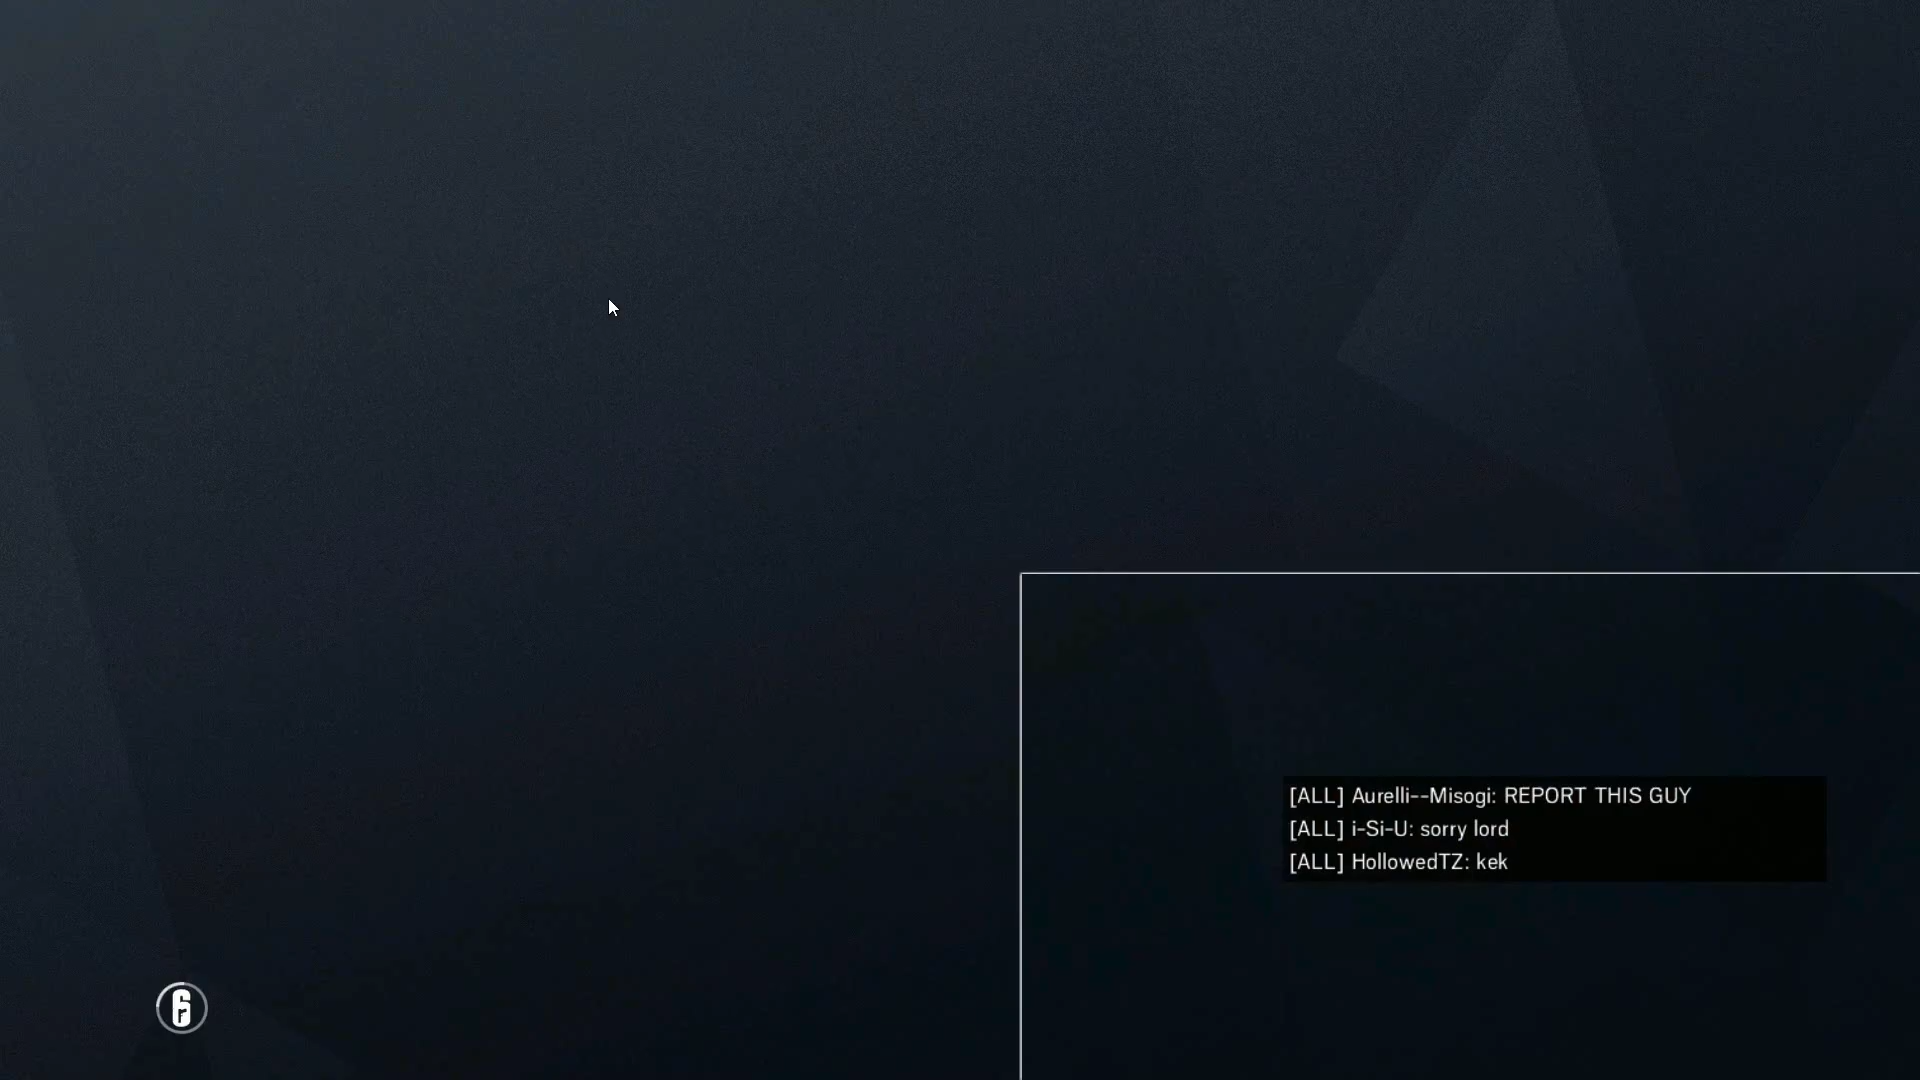 [ALL] Aurelli--Misogi: REPORT THIS GUY
[ALL] i-Si-U: sorry lord
[ALL] HollowedTZ: kek